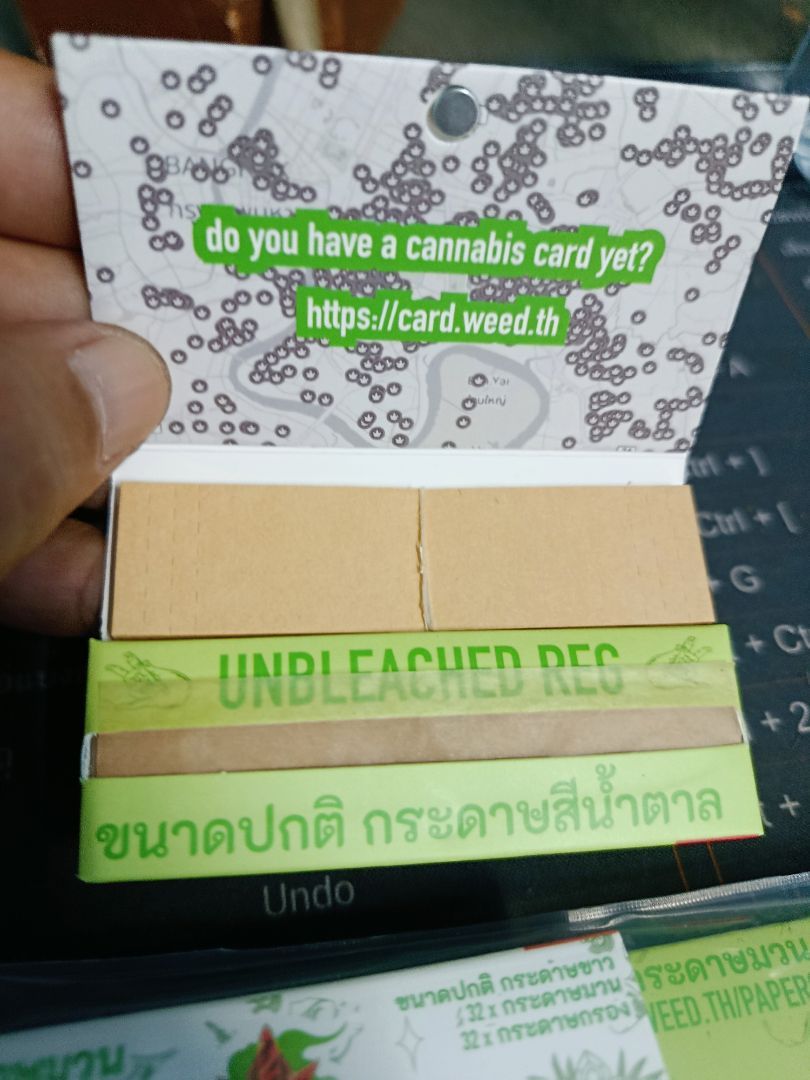 do you have a cannabis card yet?
https://card.weed.th
UNBLEACHED REG
ขนาดปกติ กระดาษสีน้ำตาล
Undo
Ctrl + [
+ G
+ 2
ขนาดปกติ กระดาษขาว
32 x กระดาษมวน
32 x กระดาษกรอง
กระดาษมวน
WEED.TH/PAPER